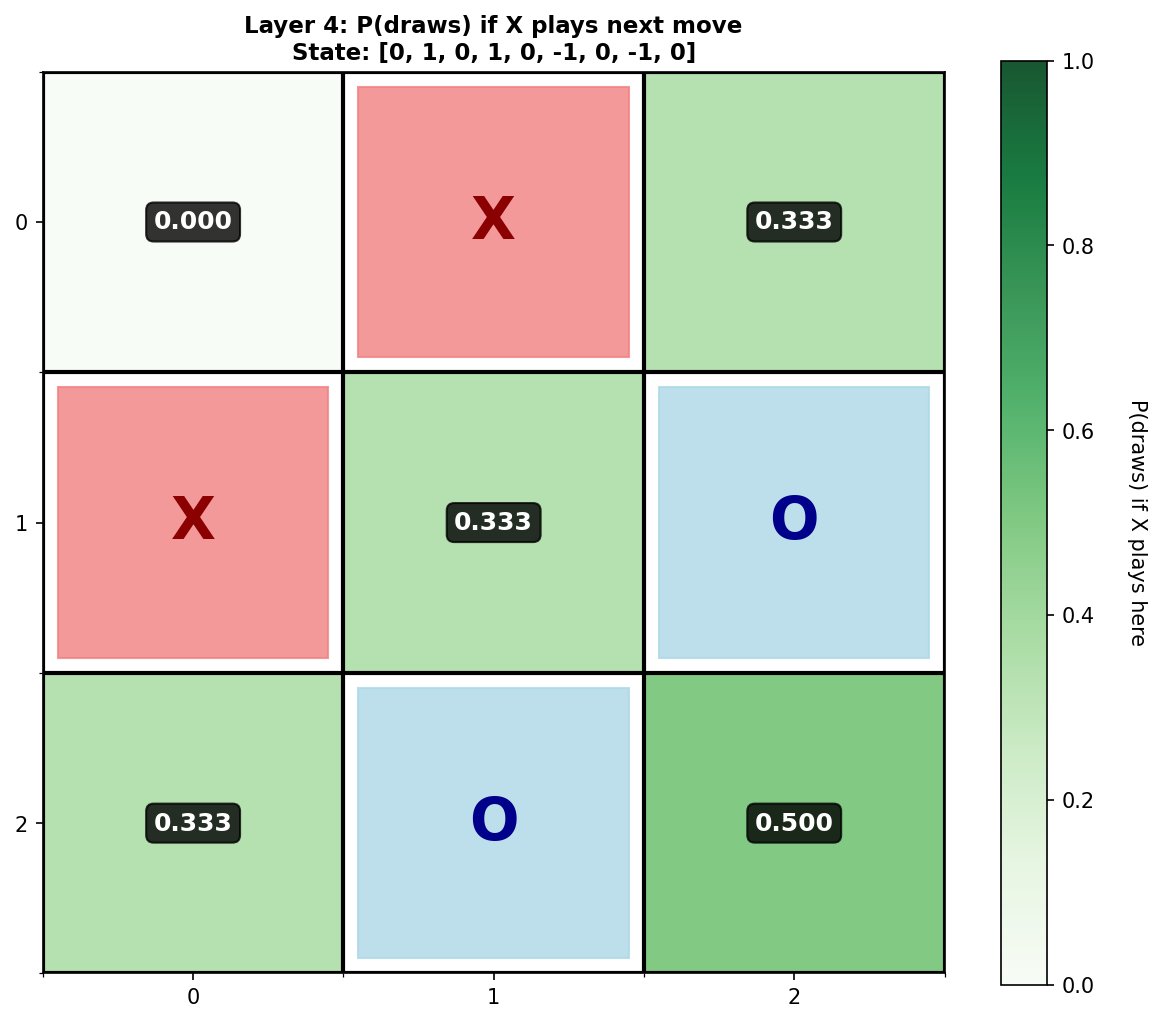 Layer 4: P(draws) if X plays next move
State: [0, 1, 0, 1, 0, -1, 0, -1, 0]
0.000 X 0.333
X 0.333 O
0.333 O 0.500
0
1
2
0 1 2
1.0
0.8
0.6
0.4
0.2
0.0
P(draws) if X plays here